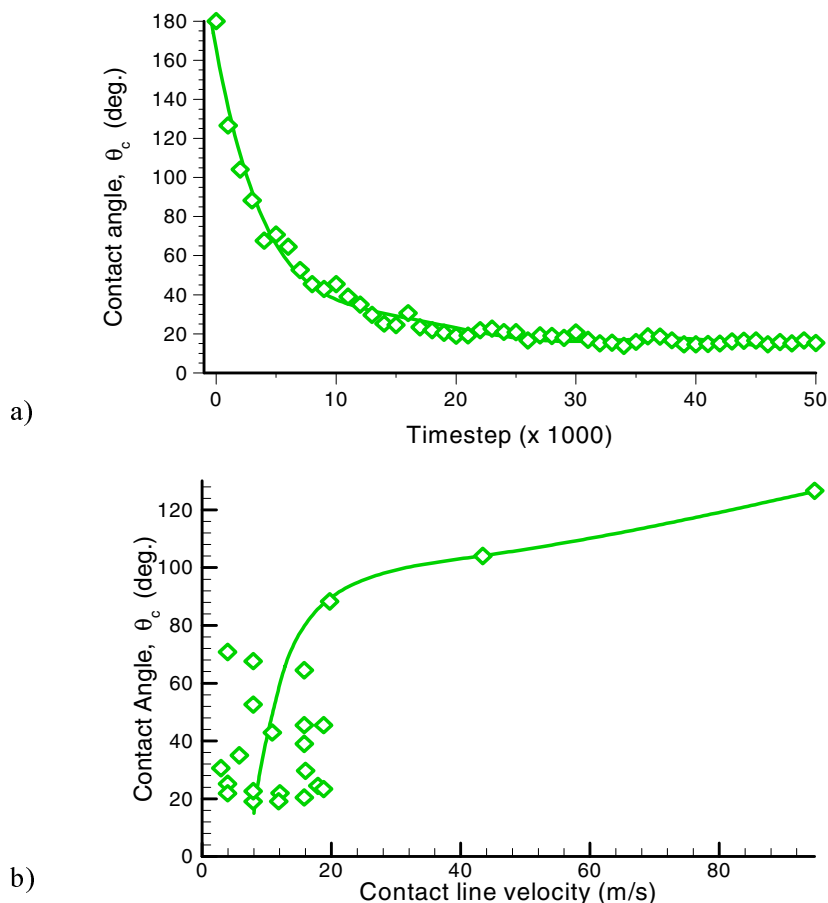 180
160
140
120
100
80
60
40
20
0
Contact angle, θc (deg.)
0 10 20 30 40 50
Timestep (x 1000)
a)
120
100
80
60
40
20
0
Contact Angle, θc (deg.)
0 20 40 60 80
Contact line velocity (m/s)
b)